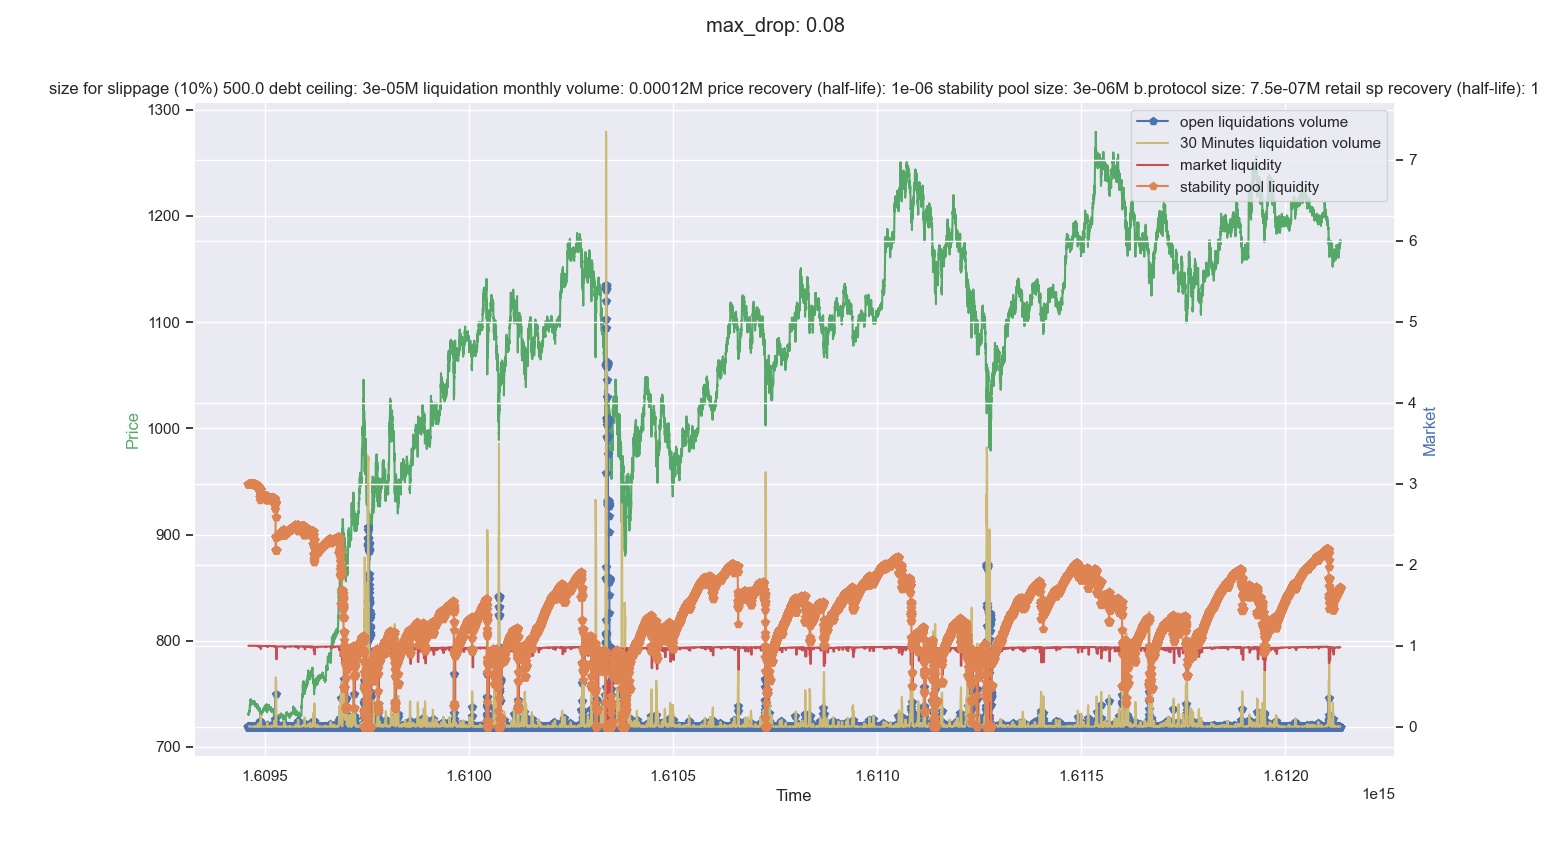 max_drop: 0.08
size for slippage (10%) 500.0 debt ceiling: 3e-05M liquidation monthly volume: 0.00012M price recovery (half-life): 1e-06 stability pool size: 3e-06M b.protocol size: 7.5e-07M retail sp recovery (half-life): 1
open liquidations volume
30 Minutes liquidation volume
market liquidity
stability pool liquidity
1300
1200
1100
1000
900
800
700
Price
7
6
5
4
3
2
1
0
Market
1.6095
1.6100
1.6105
1.6110
1.6115
1.6120
Time
1e15